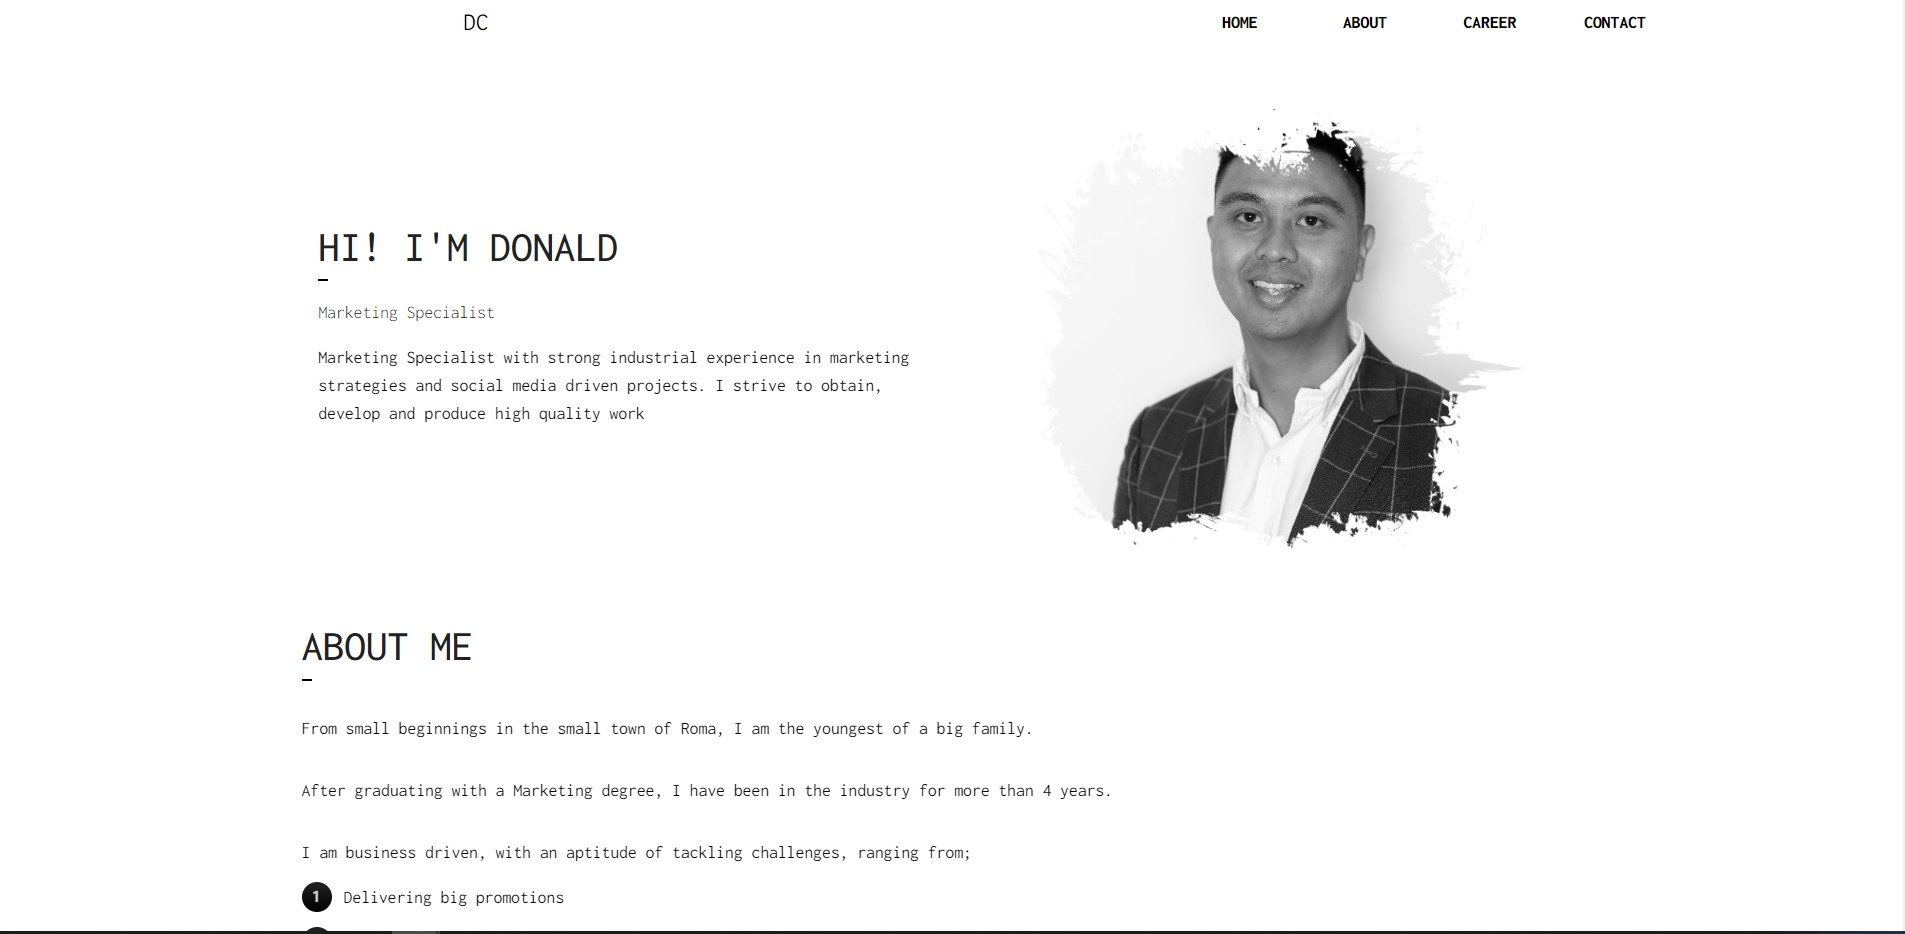 DC
HOME ABOUT CAREER CONTACT
HI! I'M DONALD
Marketing Specialist
Marketing Specialist with strong industrial experience in marketing
strategies and social media driven projects. I strive to obtain,
develop and produce high quality work
ABOUT ME
From small beginnings in the small town of Roma, I am the youngest of a big family.
After graduating with a Marketing degree, I have been in the industry for more than 4 years.
I am business driven, with an aptitude of tackling challenges, ranging from;
1 Delivering big promotions